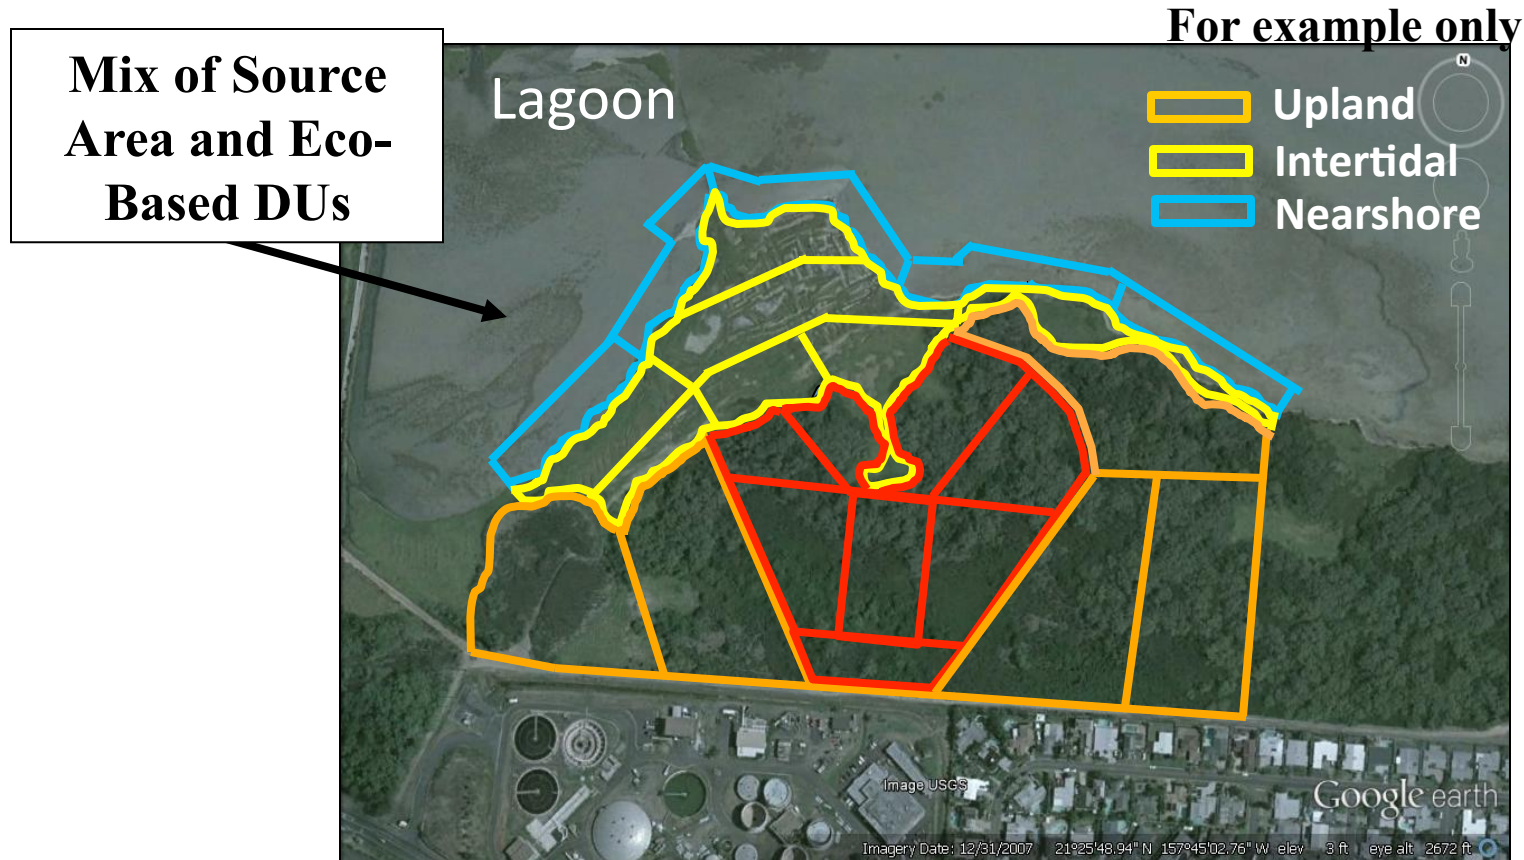 For example only
Mix of Source
Area and Eco-
Based DUs
Lagoon
N
Upland
Intertidal
Nearshore
Image USGS
Google earth
Imagery Date: 12/31/2007 21°25'48.94" N 157°45'02.76" W elev 3 ft eye alt 2672 ft